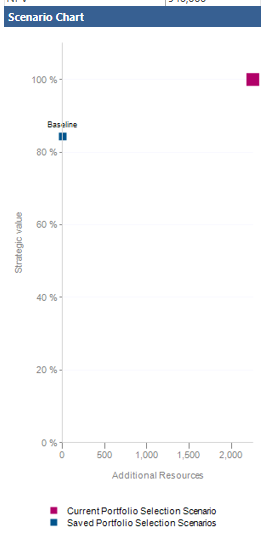 Scenario Chart
100 %
Baseline
80 %
60 %
Strategic value
40 %
20 %
0 %
0 500 1,000 1,500 2,000
Additional Resources
Current Portfolio Selection Scenario
Saved Portfolio Selection Scenarios